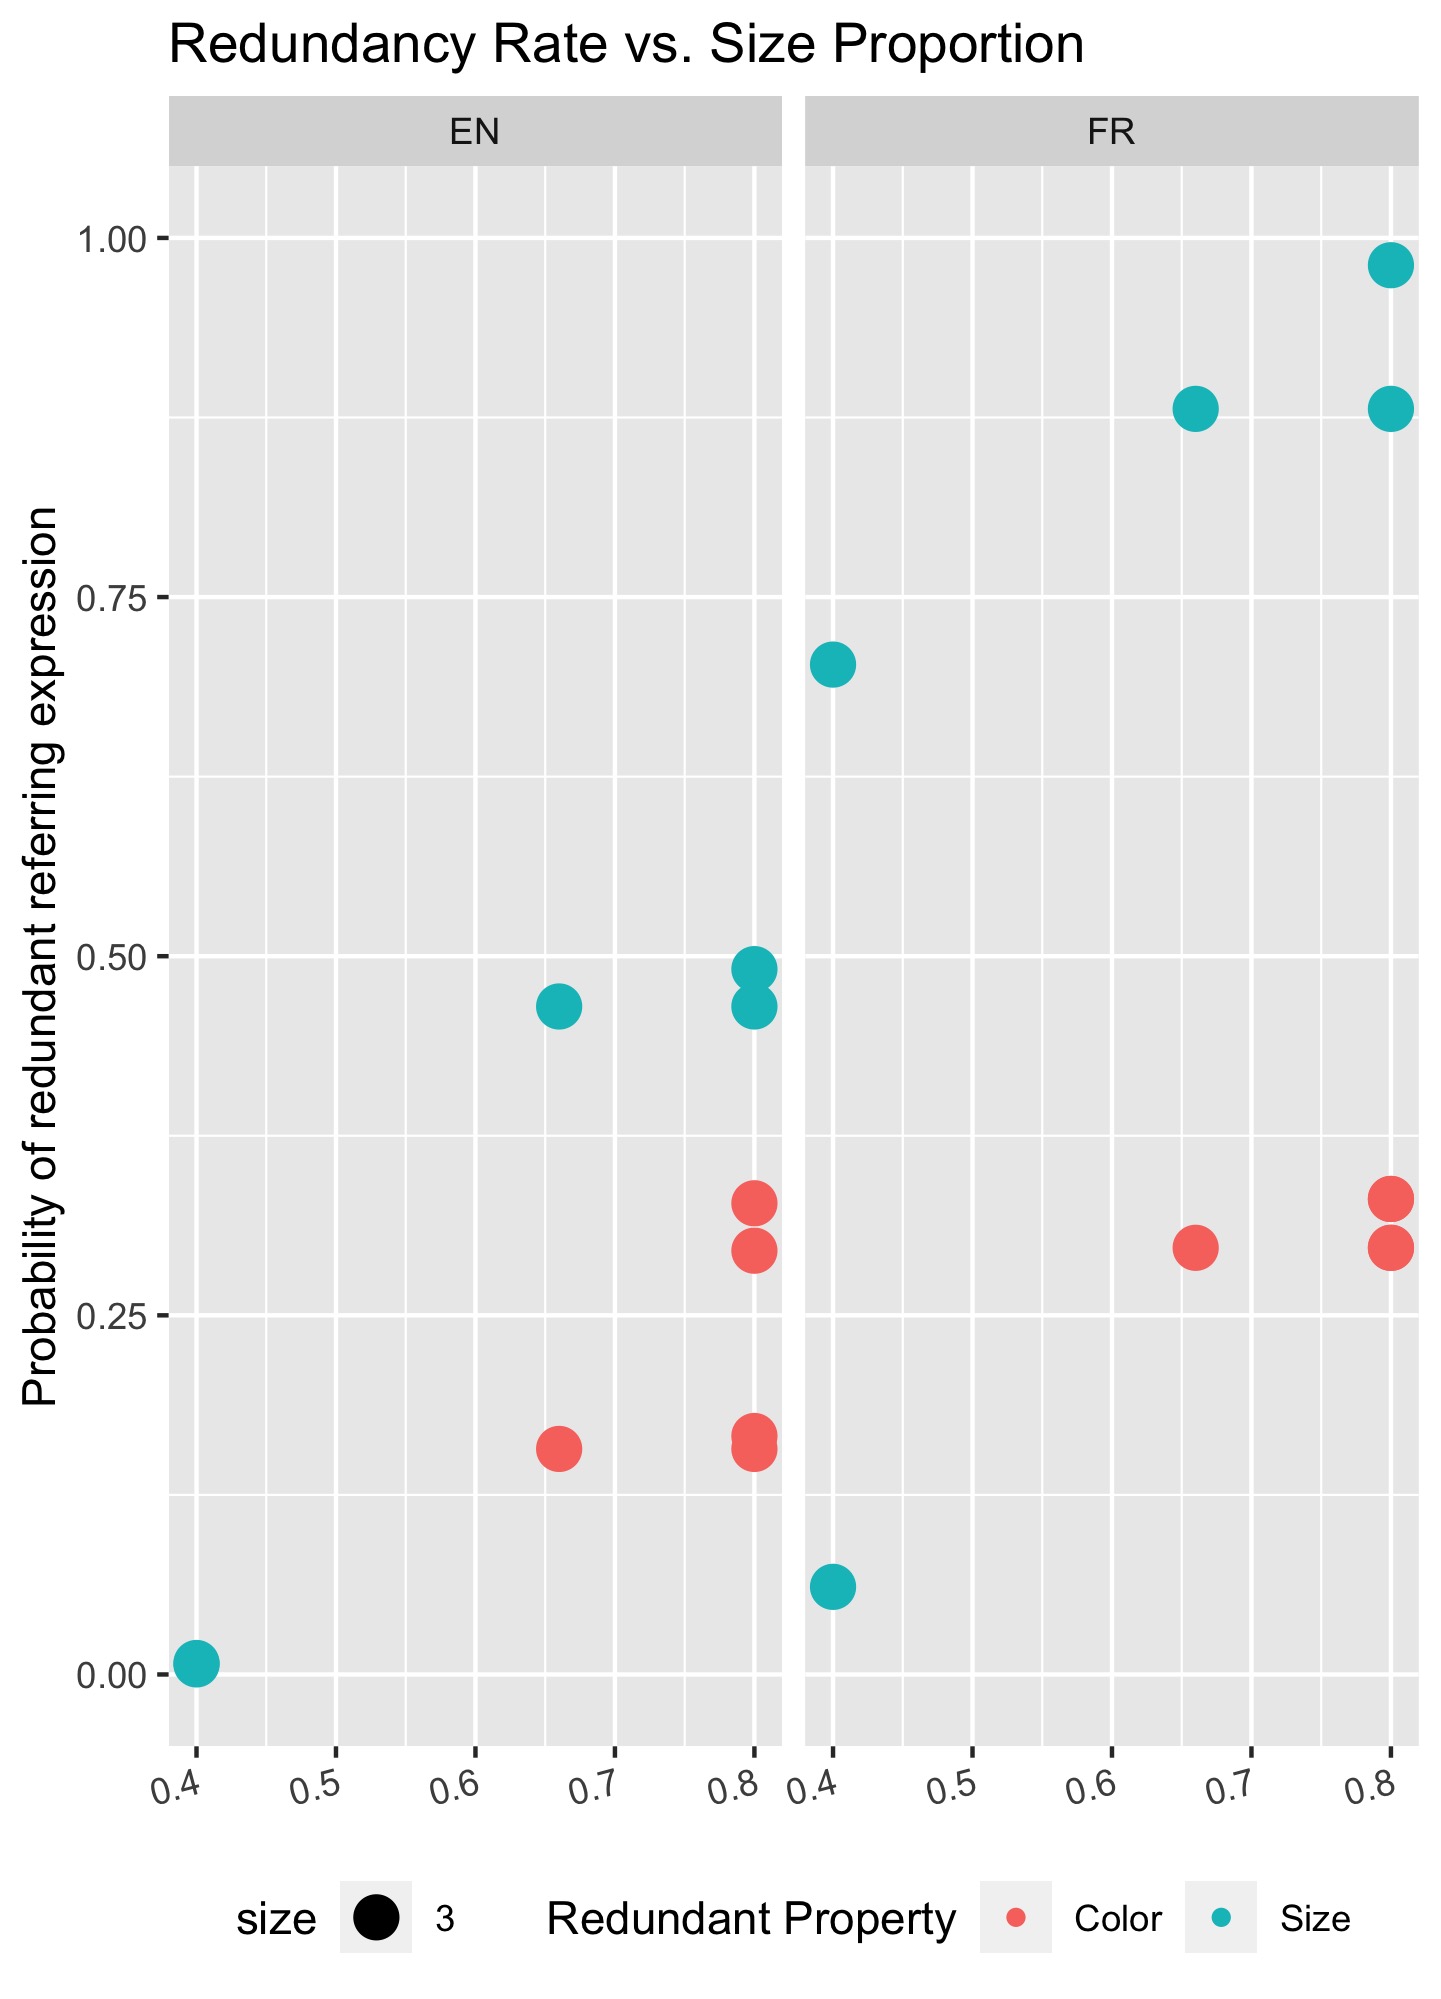 Redundancy Rate vs. Size Proportion
EN
FR
Probability of redundant referring expression
1.00
0.75
0.50
0.25
0.00
0.4 0.5 0.6 0.7 0.8 0.4 0.5 0.6 0.7 0.8
size 3 Redundant Property Color Size